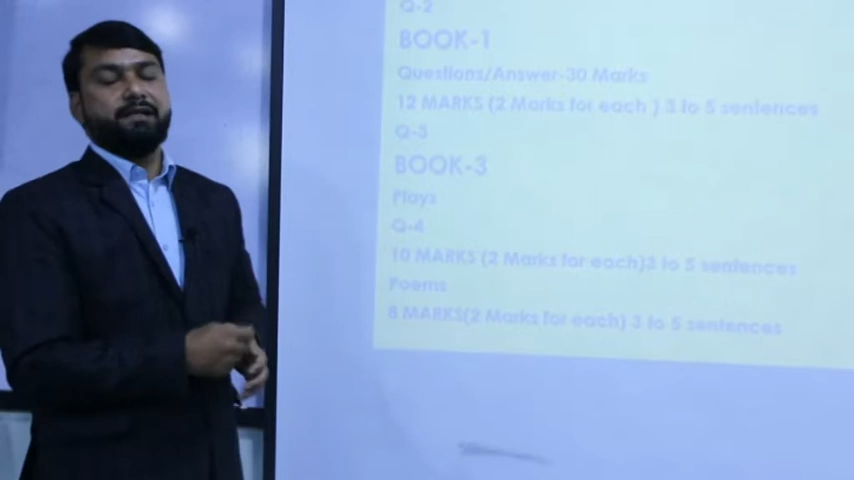 Q-2
BOOK-1
Questions/Answer-30 Marks
12 MARKS (2 Marks for each ) 3 to 5 sentences
Q-3
BOOK-3
Plays
Q-4
10 MARKS (2 Marks for each)3 to 5 sentences
Poems
8 MARKS(2 Marks for each) 3 to 5 sentences